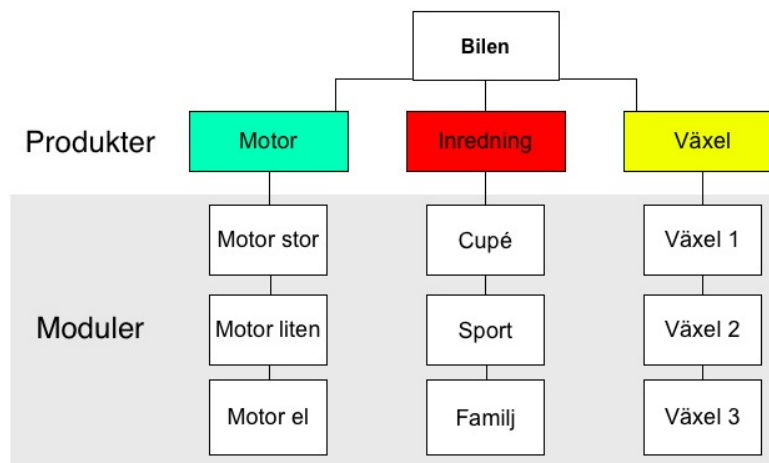 Bilen
Produkter
Motor
Inredning
Växel
Moduler
Motor stor
Cupé
Växel 1
Motor liten
Sport
Växel 2
Motor el
Familj
Växel 3